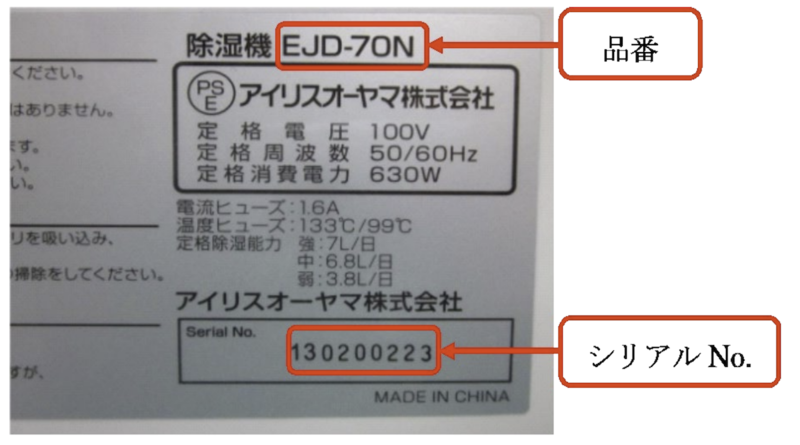 除湿機 EJD-70N
品番
ください。
はありません。
PS
E
アイリスオーヤマ株式会社
定格電圧 100V
定格周波数 50/60Hz
定格消費電力 630W
ます。
い。
い。
電流ヒューズ:1.6A
温度ヒューズ:133℃/99℃
定格除湿能力 強:7L/日
中:6.8L/日
弱:3.8L/日
リを吸い込み、
掃除をしてください。
アイリスオーヤマ株式会社
Serial No.
130200223
シリアル No.
すが、
MADE IN CHINA